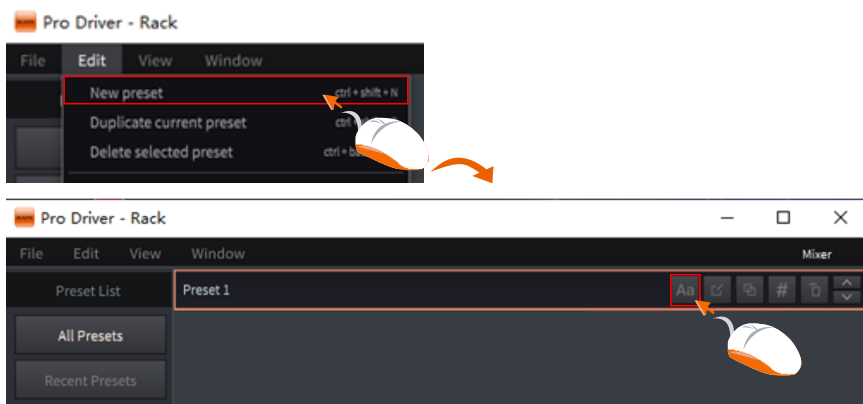 Pro Driver - Rack
File Edit View Window
New preset ctrl + shift + N
Duplicate current preset
Delete selected preset
Pro Driver - Rack
File Edit View Window Mixer
Preset List Preset 1 Aa #
All Presets
Recent Presets